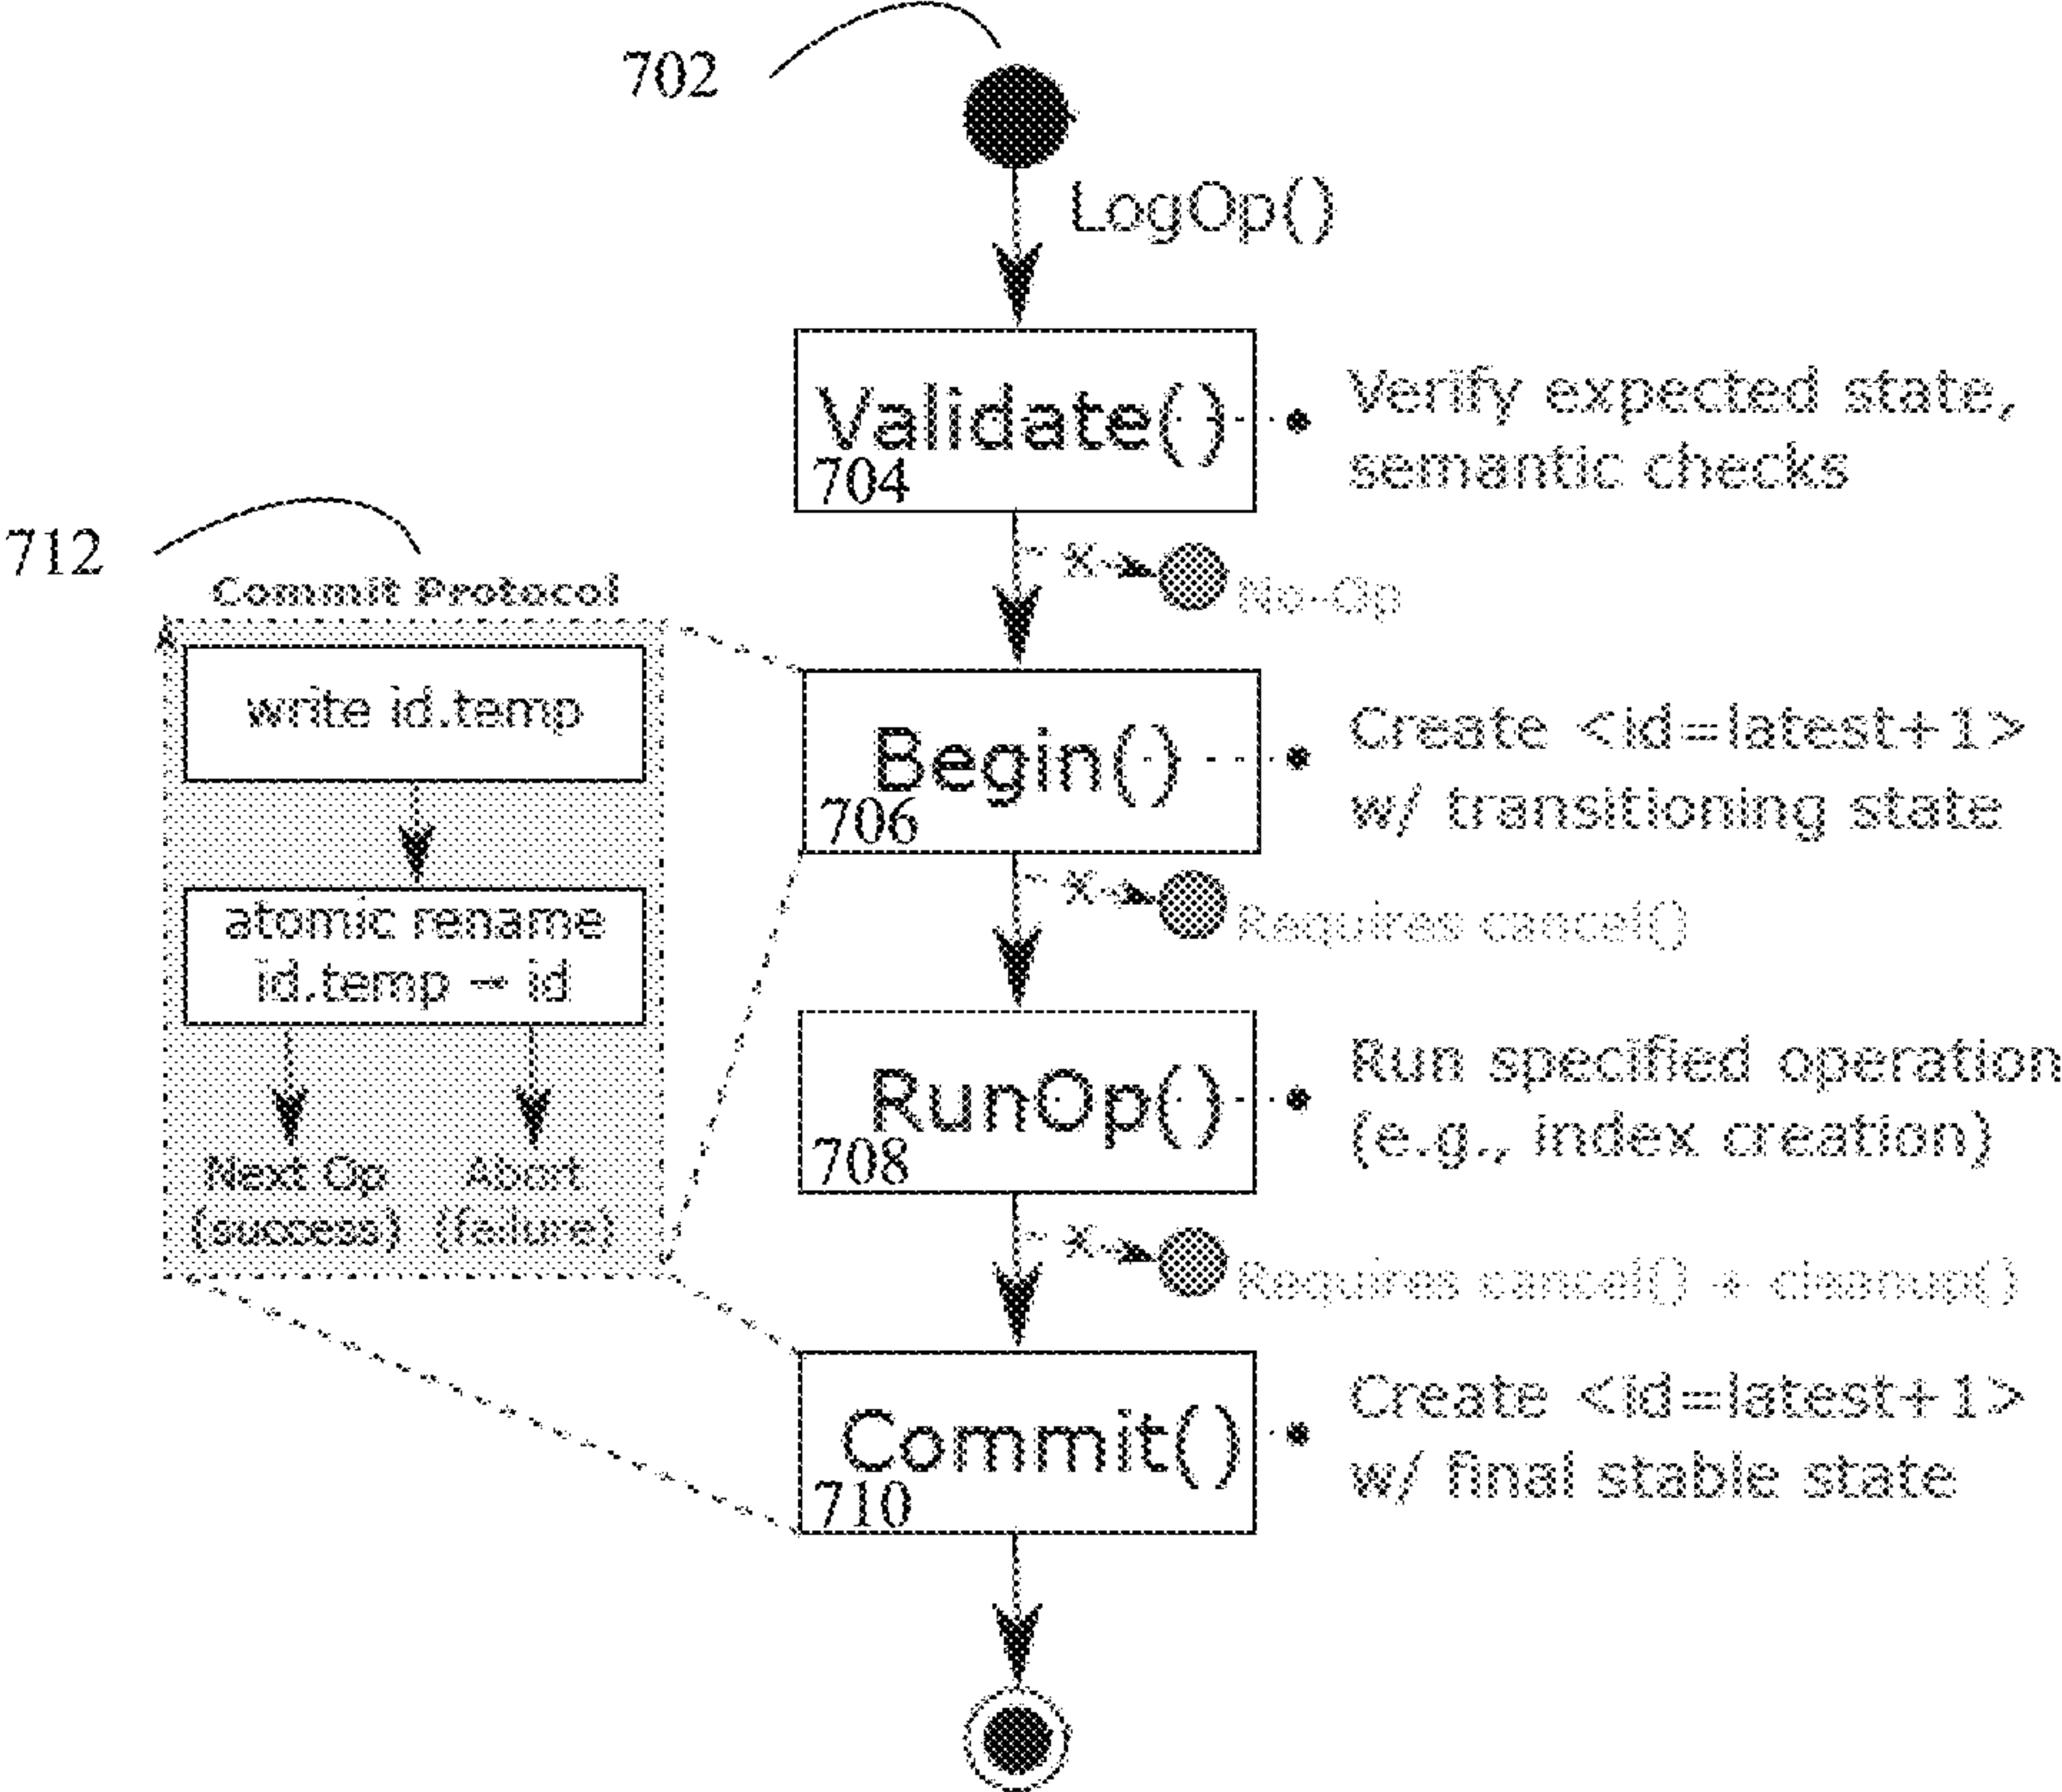 702
LogOp()
Validate()
704
Verify expected state,
semantic checks
No-Op
712
Commit Protocol
write id.temp
atomic rename
id.temp → id
Next Op
(success)
Abort
(failure)
Begin()
706
Create <id=latest+1>
w/ transitioning state
Requires cancel()
RunOp()
708
Run specified operation
(e.g., index creation)
Requires cancel() + cleanup()
Commit()
710
Create <id=latest+1>
w/ final stable state